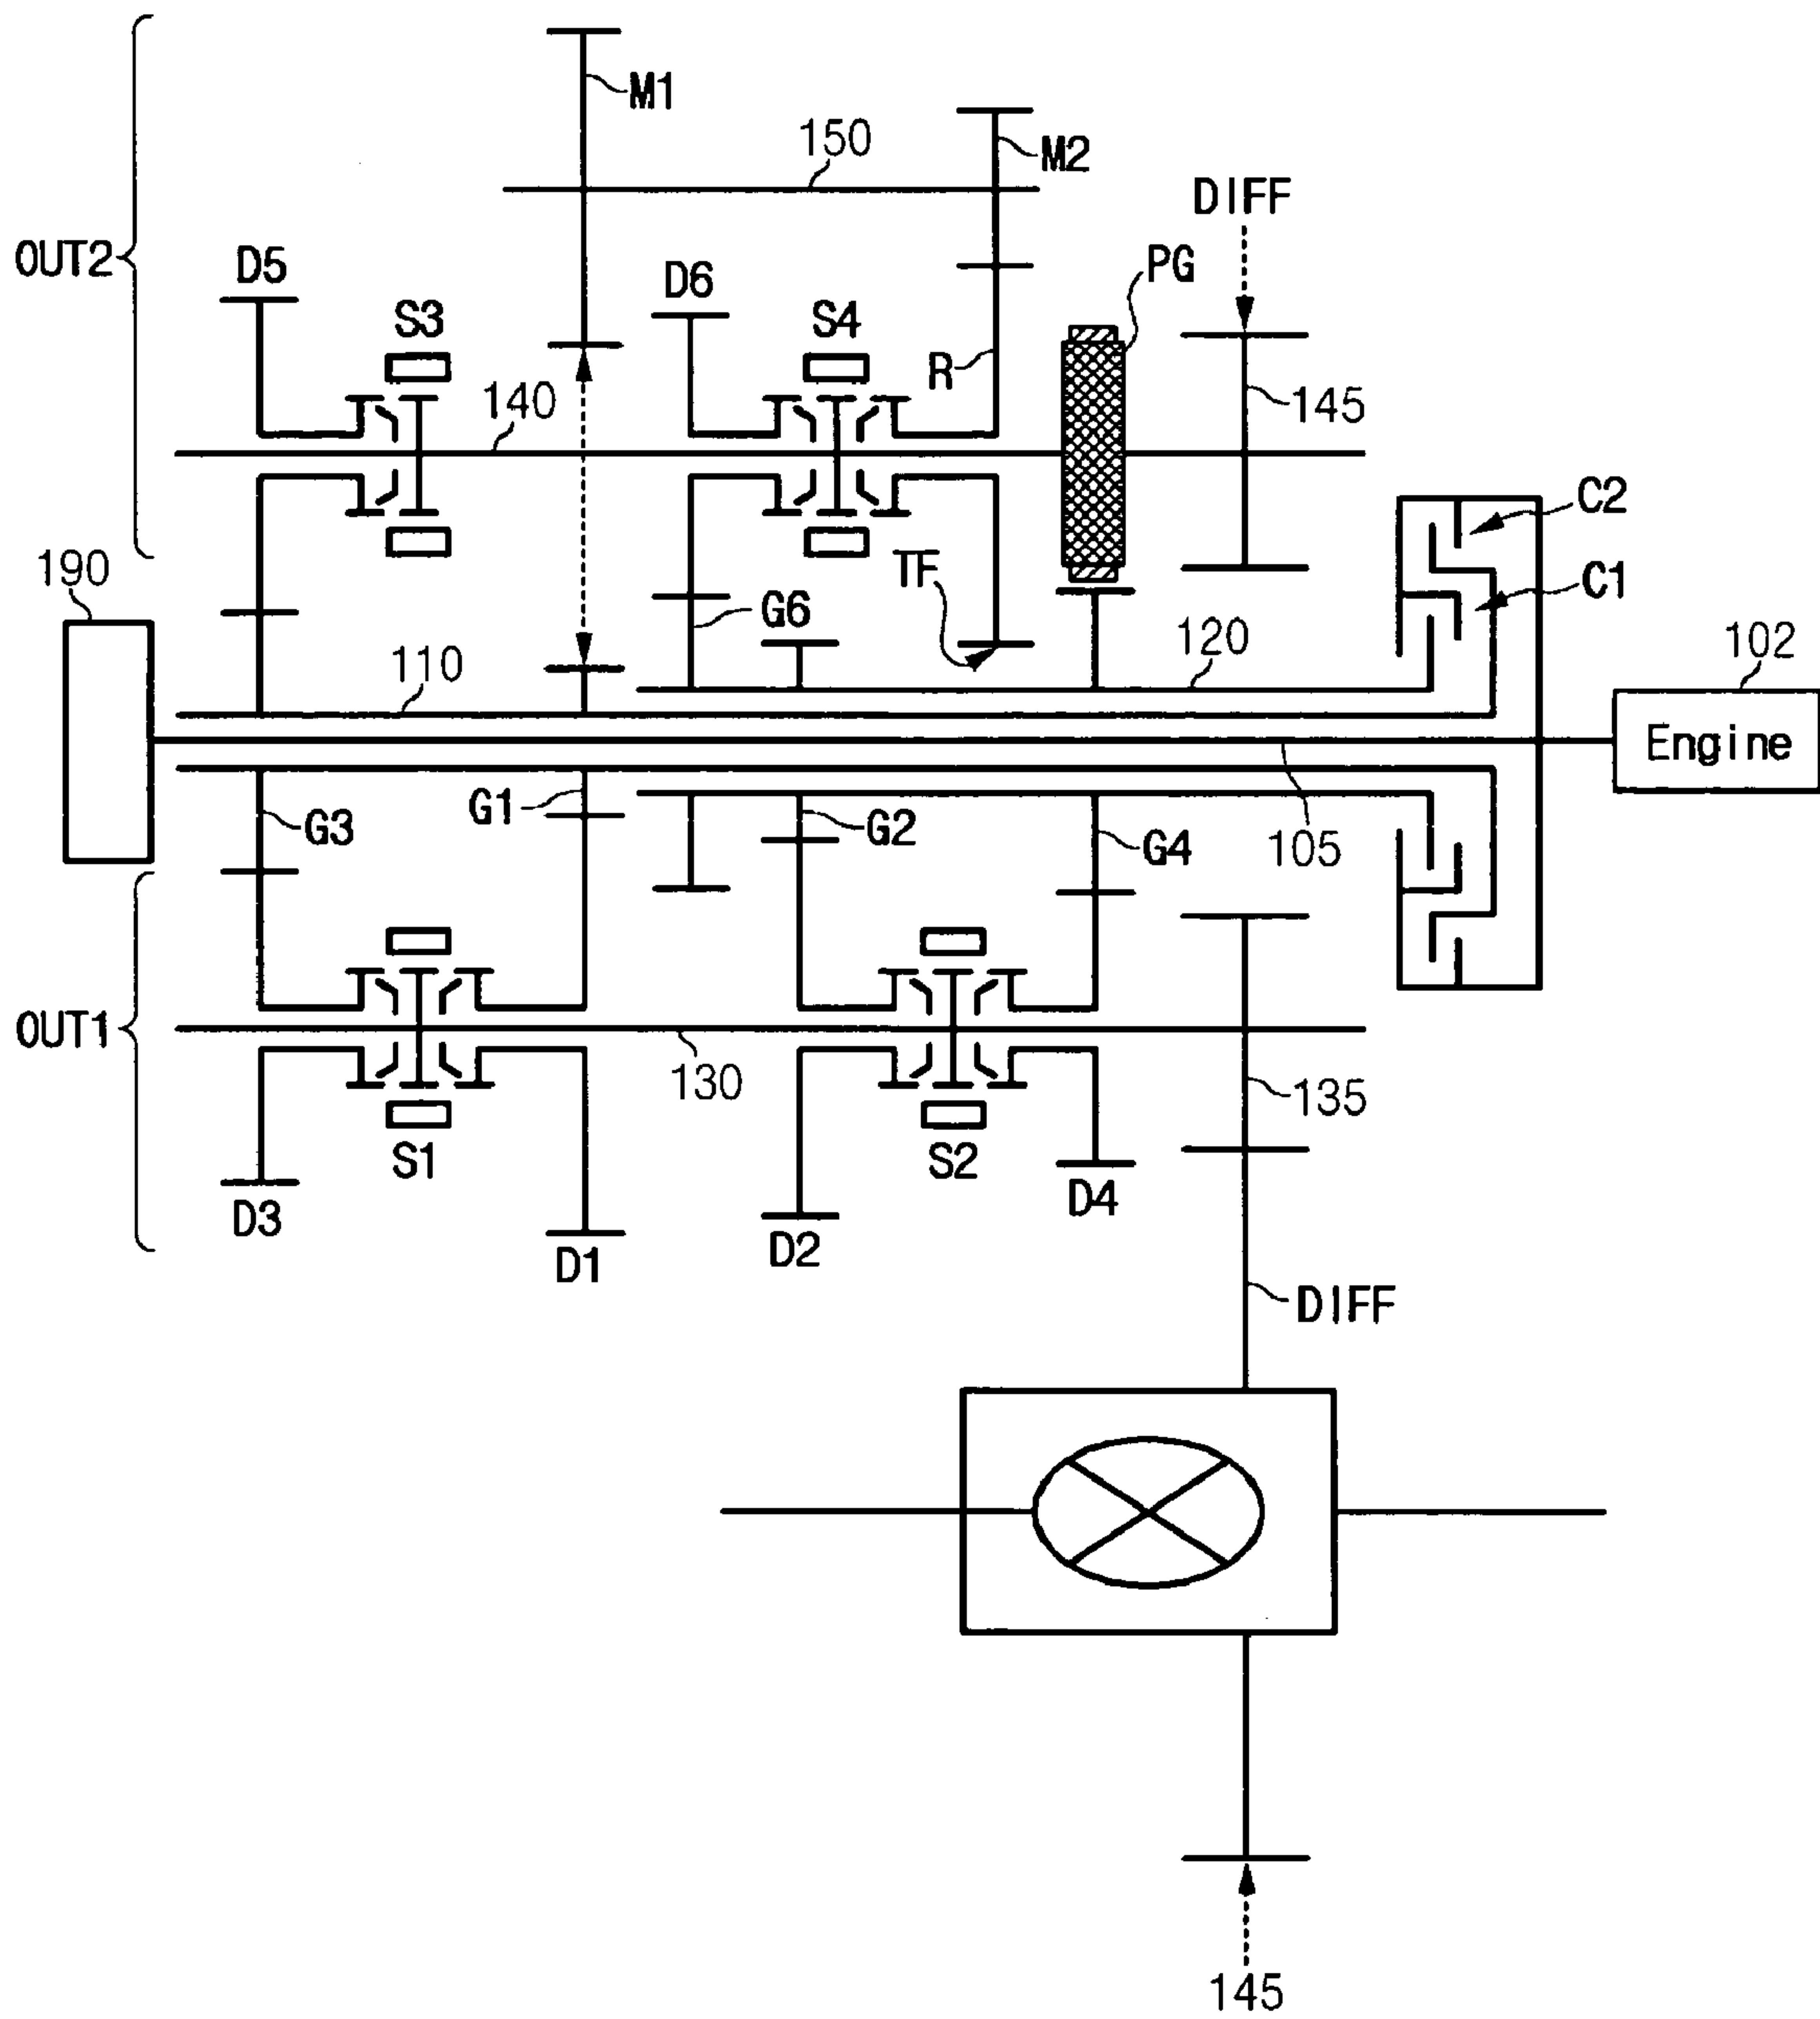 M1
150
M2
DIFF
OUT2
D5
D6
PG
S3
S4
R
140
145
C2
190
TF
C1
G6
120
102
110
Engine
G1
G3
G2
G4
105
OUT1
130
135
S1
S2
D3
D4
D1
D2
DIFF
145